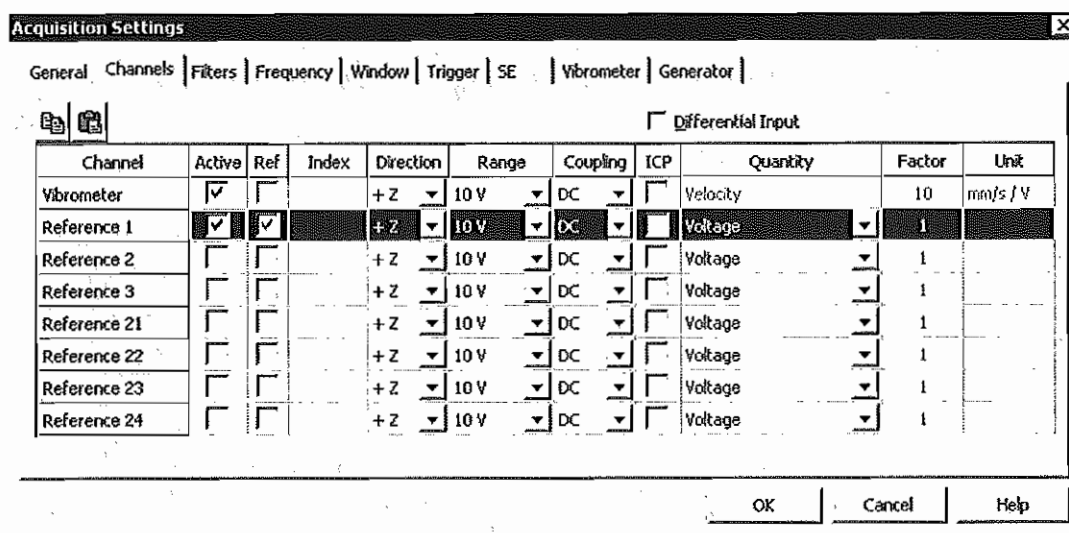 Acquisition Settings
General Channels Filters Frequency Window Trigger SE Vibrometer Generator
Differential Input
Channel Active Ref Index Direction Range Coupling ICP Quantity Factor Unit
Vibrometer +Z 10 V DC Velocity 10 mm/s / V
Reference 1 +Z 10 V DC Voltage 1
Reference 2 +Z 10 V DC Voltage 1
Reference 3 +Z 10 V DC Voltage 1
Reference 21 +Z 10 V DC Voltage 1
Reference 22 +Z 10 V DC Voltage 1
Reference 23 +Z 10 V DC Voltage 1
Reference 24 +Z 10 V DC Voltage 1
OK Cancel Help